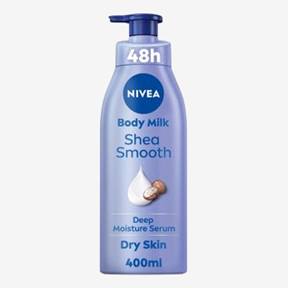 48h
NIVEA
Body Milk
Shea
Smooth
Deep
Moisture Serum
Dry Skin
400ml